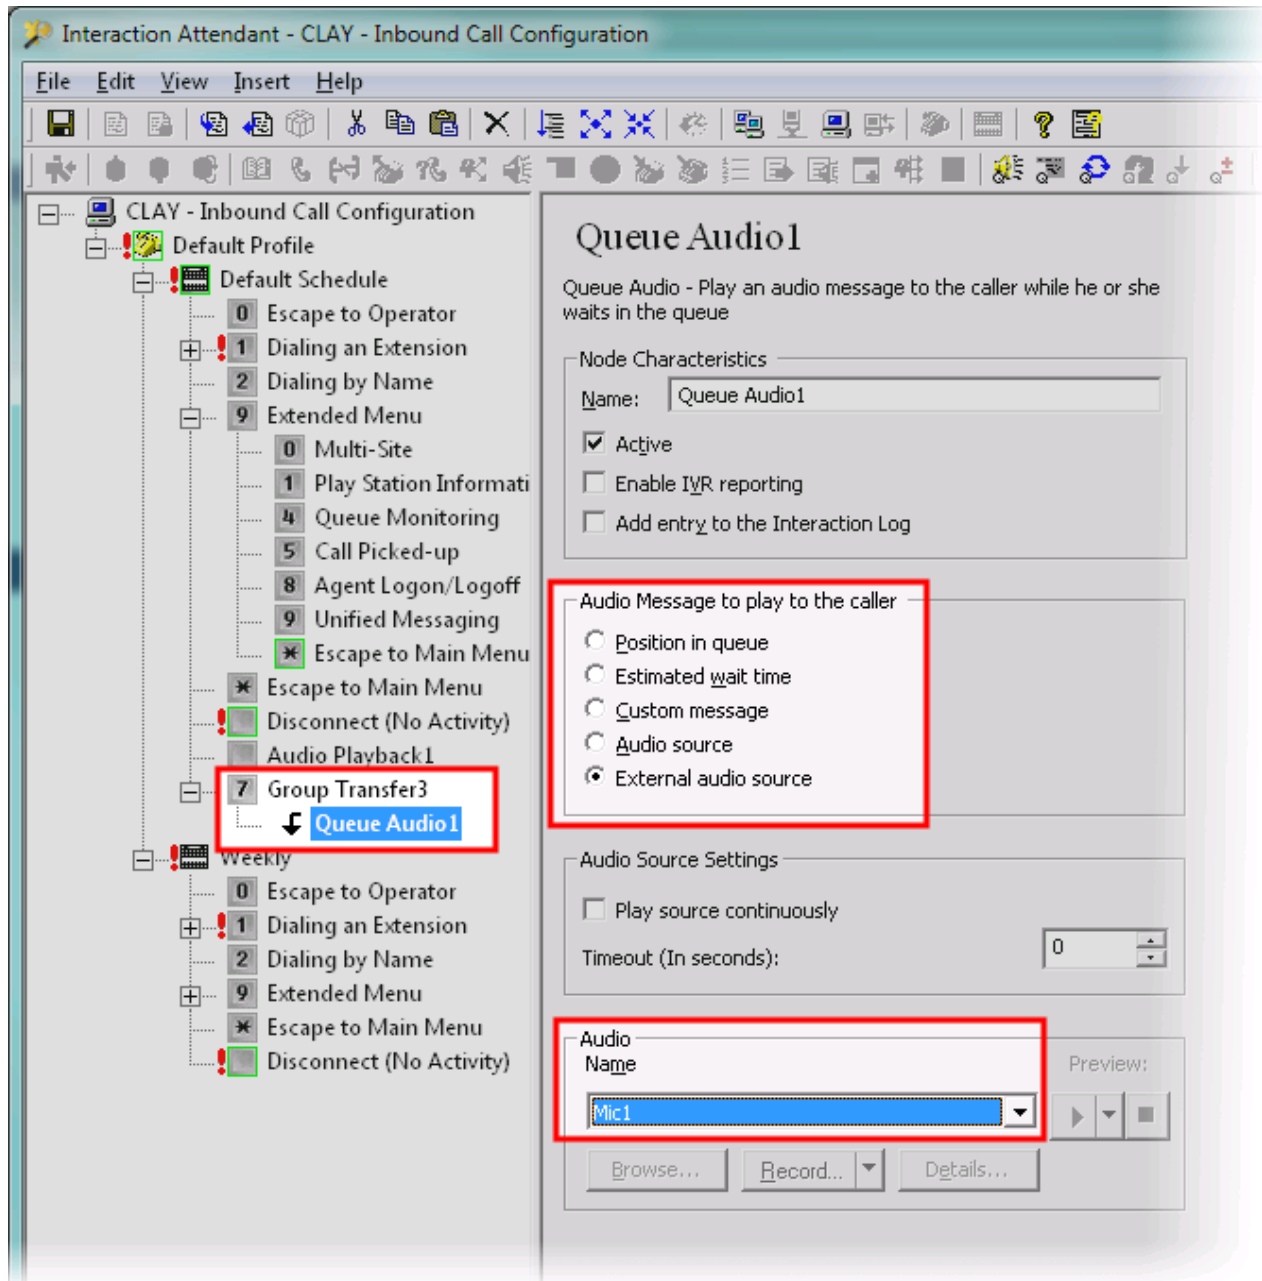 Interaction Attendant - CLAY - Inbound Call Configuration
File Edit View Insert Help
CLAY - Inbound Call Configuration
Default Profile
Default Schedule
0 Escape to Operator
1 Dialing an Extension
2 Dialing by Name
9 Extended Menu
0 Multi-Site
1 Play Station Informati
4 Queue Monitoring
5 Call Picked-up
8 Agent Logon/Logoff
9 Unified Messaging
* Escape to Main Menu
* Escape to Main Menu
Disconnect (No Activity)
Audio Playback1
7 Group Transfer3
Queue Audio1
Weekly
0 Escape to Operator
1 Dialing an Extension
2 Dialing by Name
9 Extended Menu
* Escape to Main Menu
Disconnect (No Activity)
Queue Audio1
Queue Audio - Play an audio message to the caller while he or she
waits in the queue
Node Characteristics
Name: Queue Audio1
Active
Enable IVR reporting
Add entry to the Interaction Log
Audio Message to play to the caller
Position in queue
Estimated wait time
Custom message
Audio source
External audio source
Audio Source Settings
Play source continuously
Timeout (In seconds): 0
Audio
Name Preview:
Mic1
Browse... Record... Details...